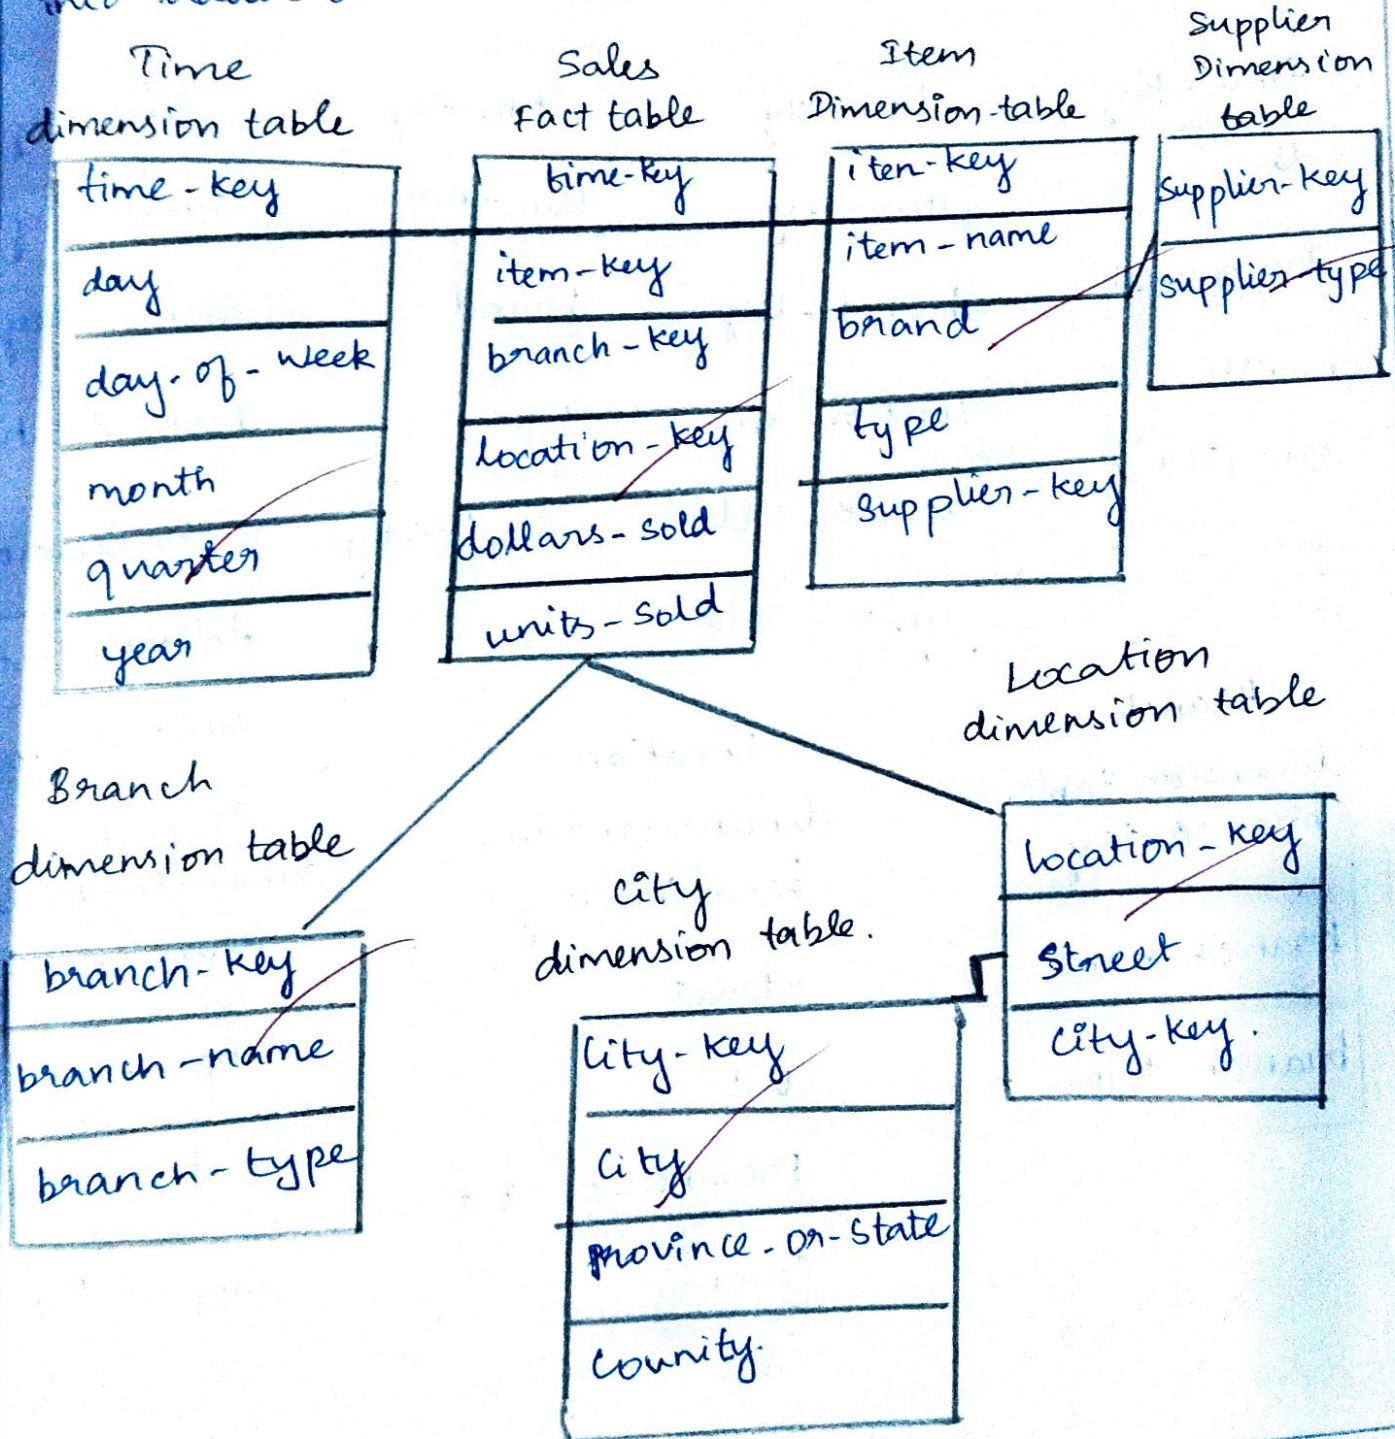 Time
dimension table
time-key
day
day-of-week
month
quarter
year
Sales
Fact table
time-key
item-key
branch-key
location-key
dollars-sold
units-sold
Item
Dimension-table
iten-key
item-name
brand
type
Supplier-key
Supplier
Dimension
table
Supplier-key
Supplier-type
Branch
dimension table
branch-key
branch-name
branch-type
City
dimension table.
City-key
City
province-or-state
Counity.
Location
dimension table
location-key
Street
City-key.